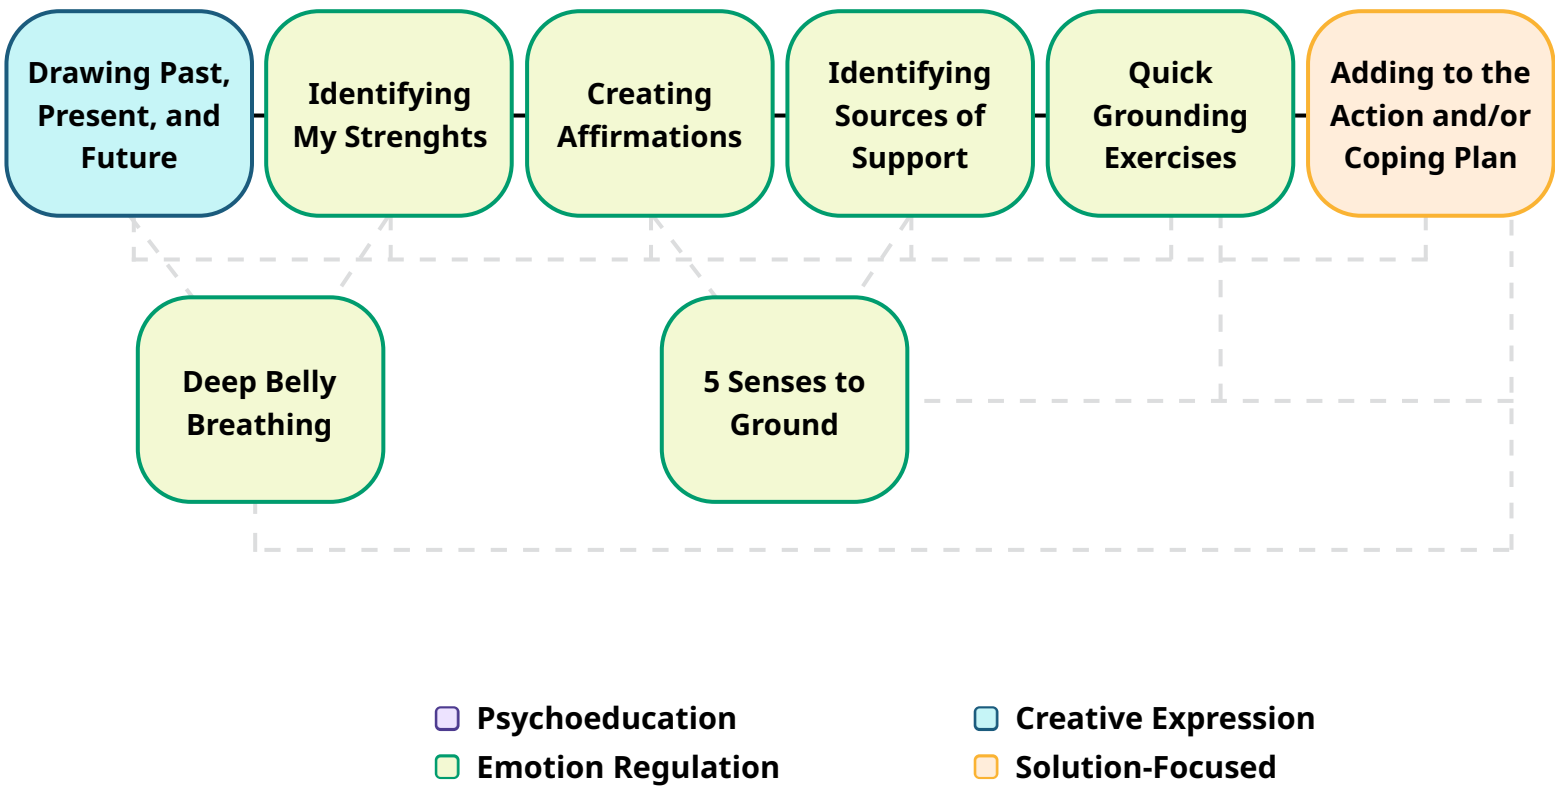 Drawing Past,
Present, and
Future
Identifying
My Strenghts
Creating
Affirmations
Identifying
Sources of
Support
Quick
Grounding
Exercises
Adding to the
Action and/or
Coping Plan
Deep Belly
Breathing
5 Senses to
Ground
Psychoeducation
Creative Expression
Emotion Regulation
Solution-Focused